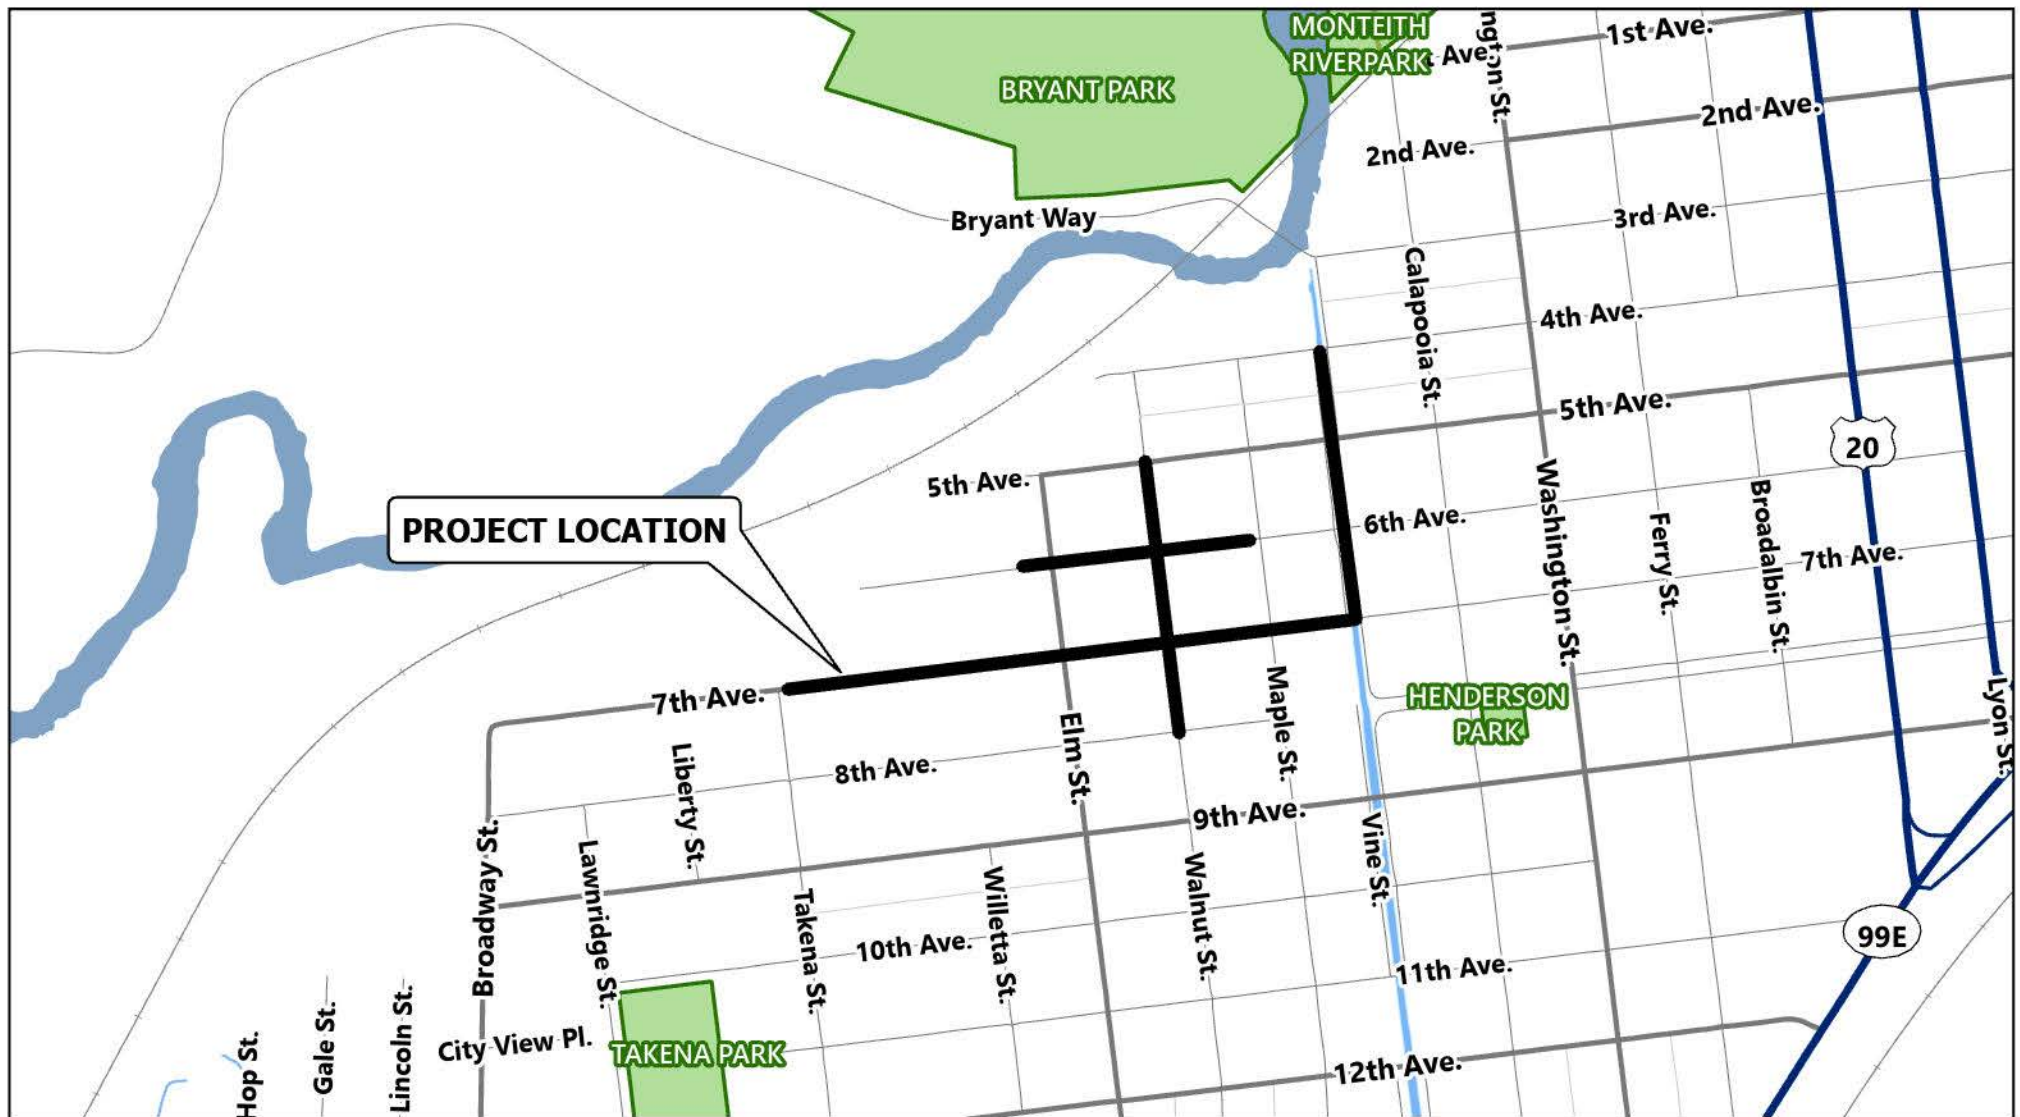 MONTEITH
RIVERPARK
1st Ave.
Ave.
ngton St.
BRYANT PARK
2nd Ave.
2nd Ave.
3rd Ave.
Bryant Way
Calapooia St.
4th Ave.
5th Ave.
20
5th Ave.
PROJECT LOCATION
6th Ave.
Washington St.
Ferry St.
Broadalbin St.
7th Ave.
7th Ave.
Maple St.
HENDERSON
PARK
Lyon St.
Elm St.
Liberty St.
8th Ave.
9th Ave.
Vine St.
Broadway St.
Lawnridge St.
Takena St.
Willetta St.
Walnut St.
10th Ave.
99E
11th Ave.
Hop St.
Gale St.
Lincoln St.
City View Pl.
TAKENA PARK
12th Ave.